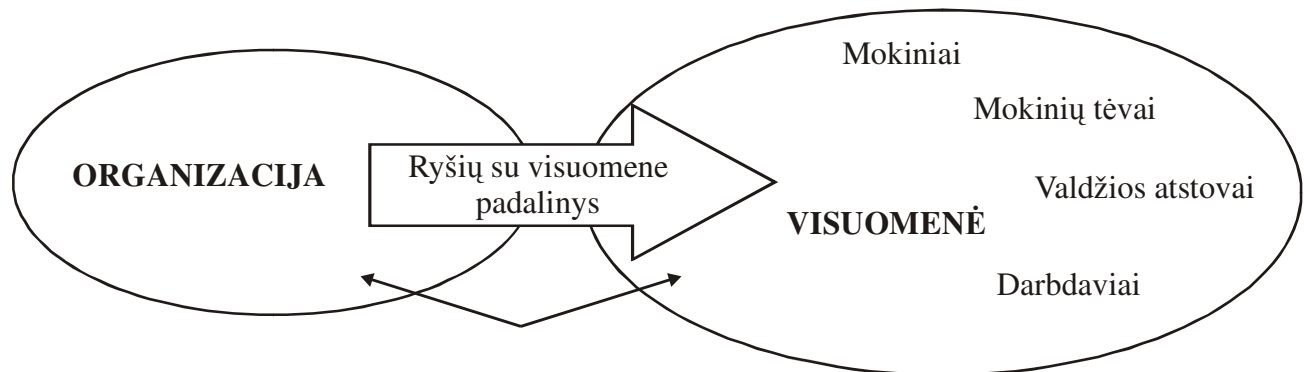 Mokiniai
Mokinių tėvai
ORGANIZACIJA
Ryšių su visuomene
padalinys
Valdžios atstovai
VISUOMENĖ
Darbdaviai